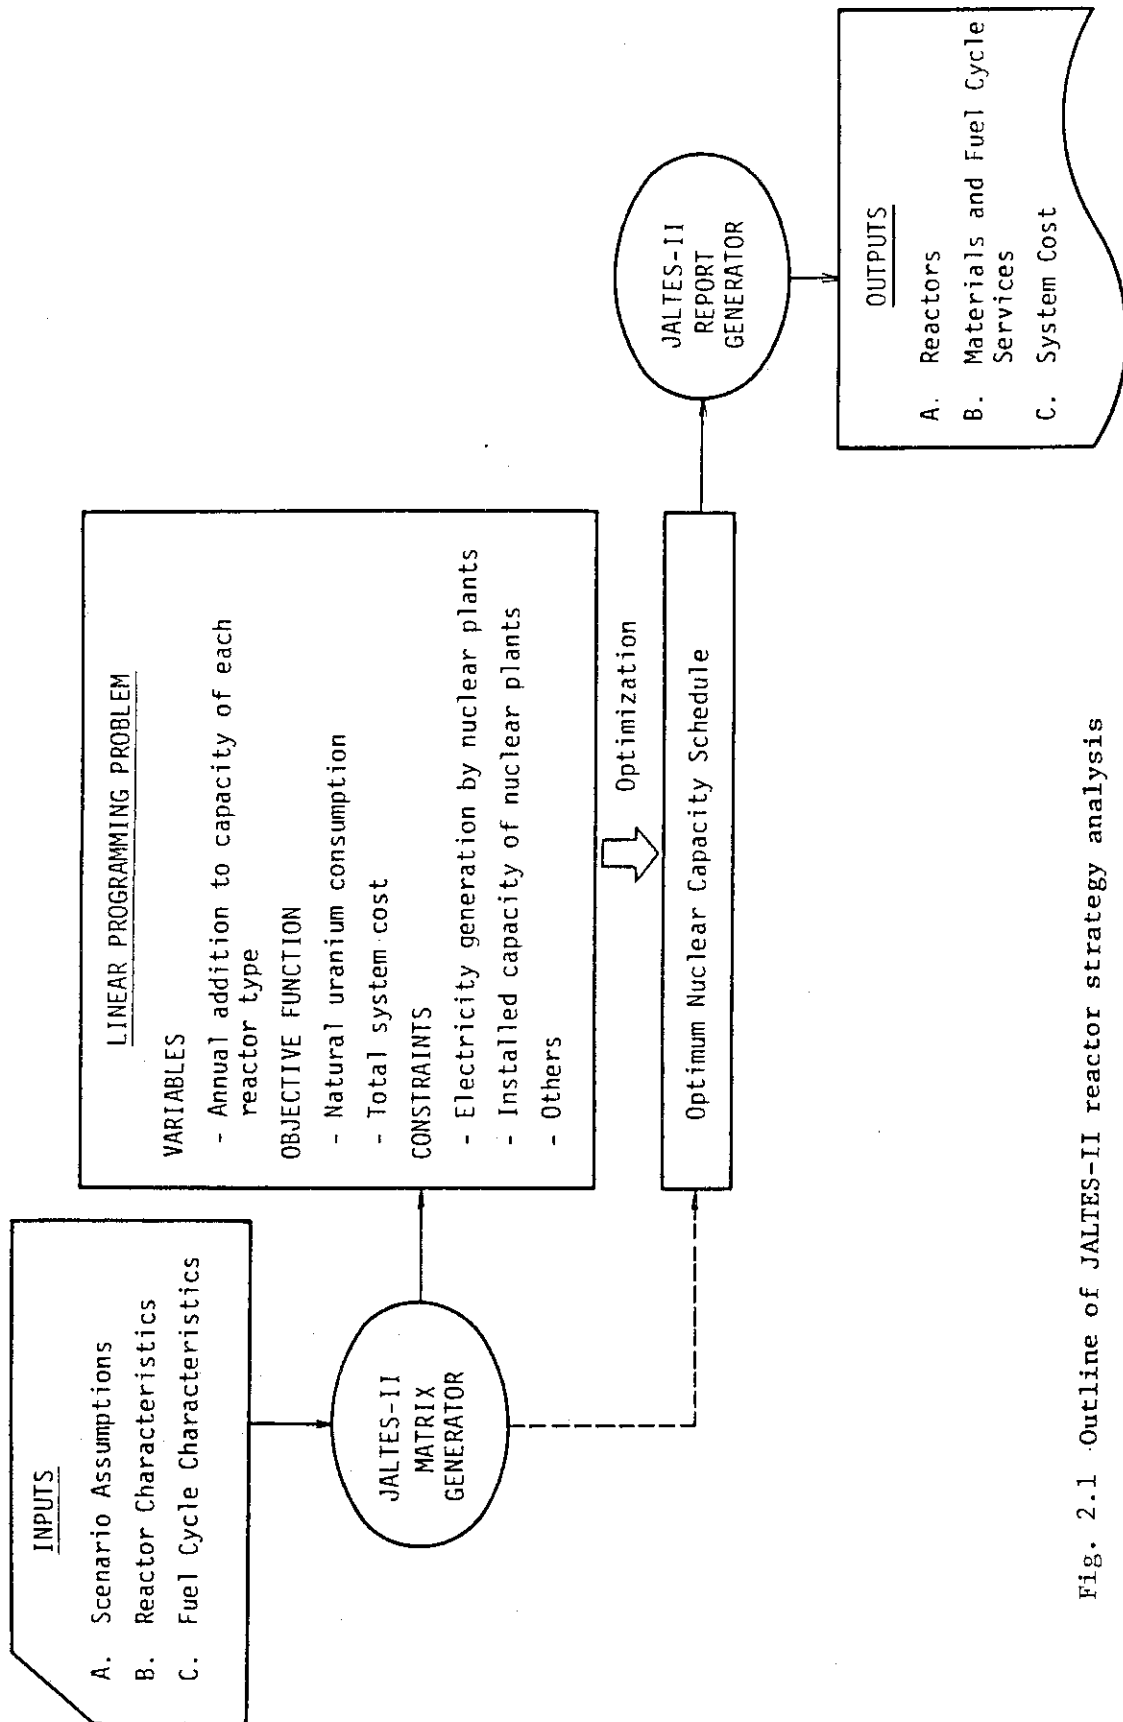 INPUTS
A. Scenario Assumptions
B. Reactor Characteristics
C. Fuel Cycle Characteristics
JALTES-II
MATRIX
GENERATOR
LINEAR PROGRAMMING PROBLEM
VARIABLES
- Annual addition to capacity of each
reactor type
OBJECTIVE FUNCTION
- Natural uranium consumption
- Total system cost
CONSTRAINTS
- Electricity generation by nuclear plants
- Installed capacity of nuclear plants
- Others
Optimization
Optimum Nuclear Capacity Schedule
JALTES-II
REPORT
GENERATOR
OUTPUTS
A. Reactors
B. Materials and Fuel Cycle
Services
C. System Cost
Fig. 2.1 Outline of JALTES-II reactor strategy analysis